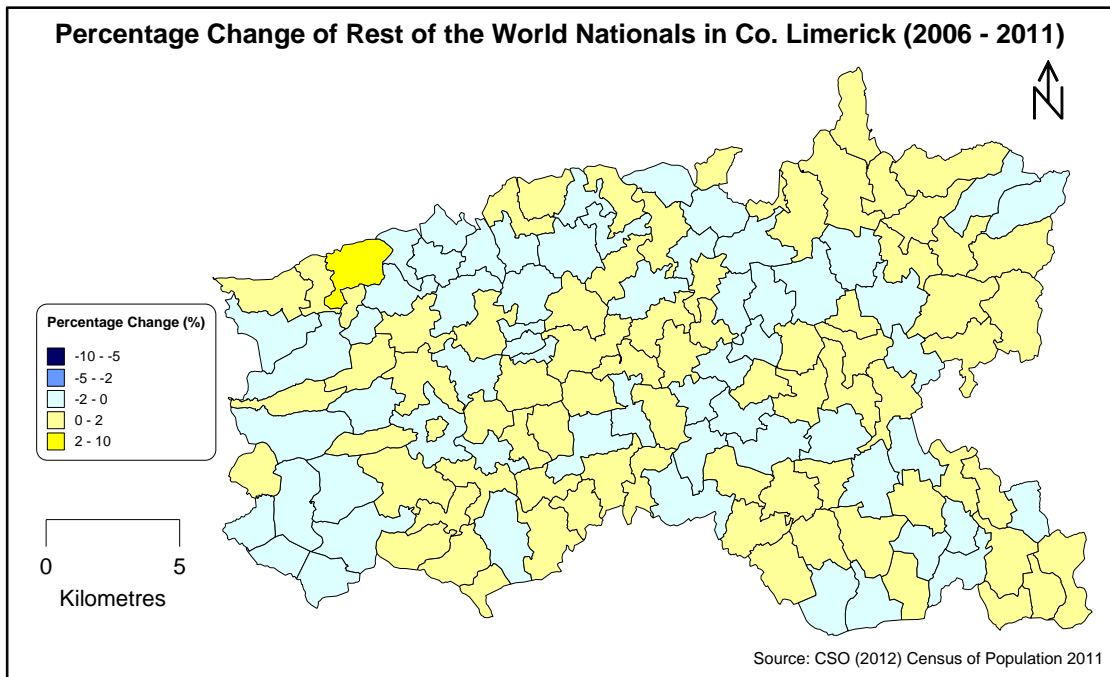 Percentage Change of Rest of the World Nationals in Co. Limerick (2006 - 2011)
N
Percentage Change (%)
-10 - -5
-5 - -2
-2 - 0
0 - 2
2 - 10
0 5
Kilometres
Source: CSO (2012) Census of Population 2011